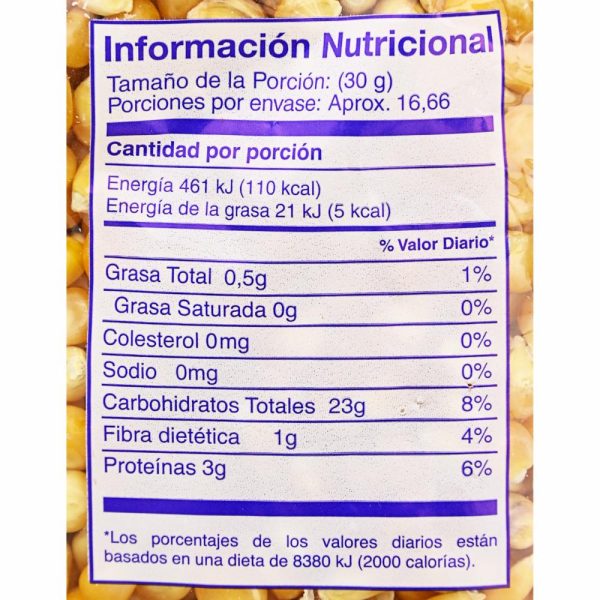 Información Nutricional
Tamaño de la Porción: (30 g)
Porciones por envase: Aprox. 16,66
Cantidad por porción
Energía 461 kJ (110 kcal)
Energía de la grasa 21 kJ (5 kcal)
% Valor Diario*
Grasa Total 0,5g 1%
Grasa Saturada 0g 0%
Colesterol 0mg 0%
Sodio 0mg 0%
Carbohidratos Totales 23g 8%
Fibra dietética 1g 4%
Proteínas 3g 6%
*Los porcentajes de los valores diarios están
basados en una dieta de 8380 kJ (2000 calorías).